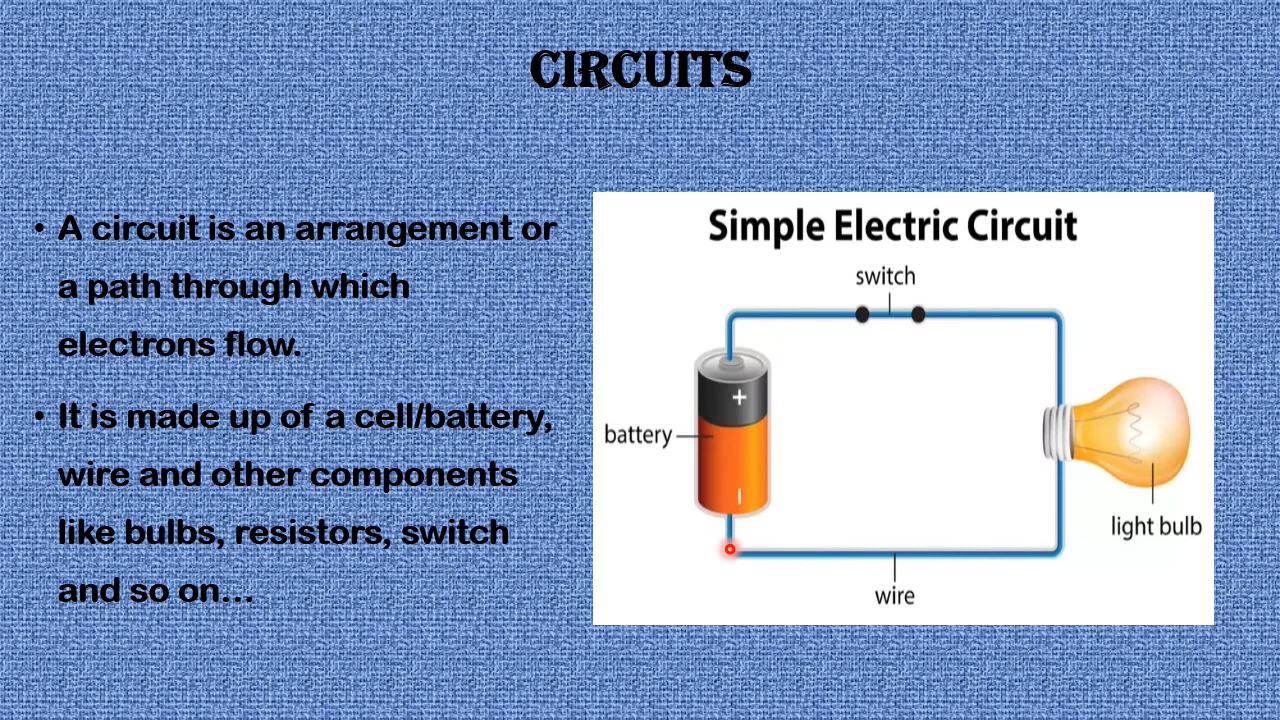 CIRCUITS
• A circuit is an arrangement or
a path through which
electrons flow.
• It is made up of a cell/battery,
wire and other components
like bulbs, resistors, switch
and so on...
Simple Electric Circuit
switch
+
battery
|
light bulb
wire